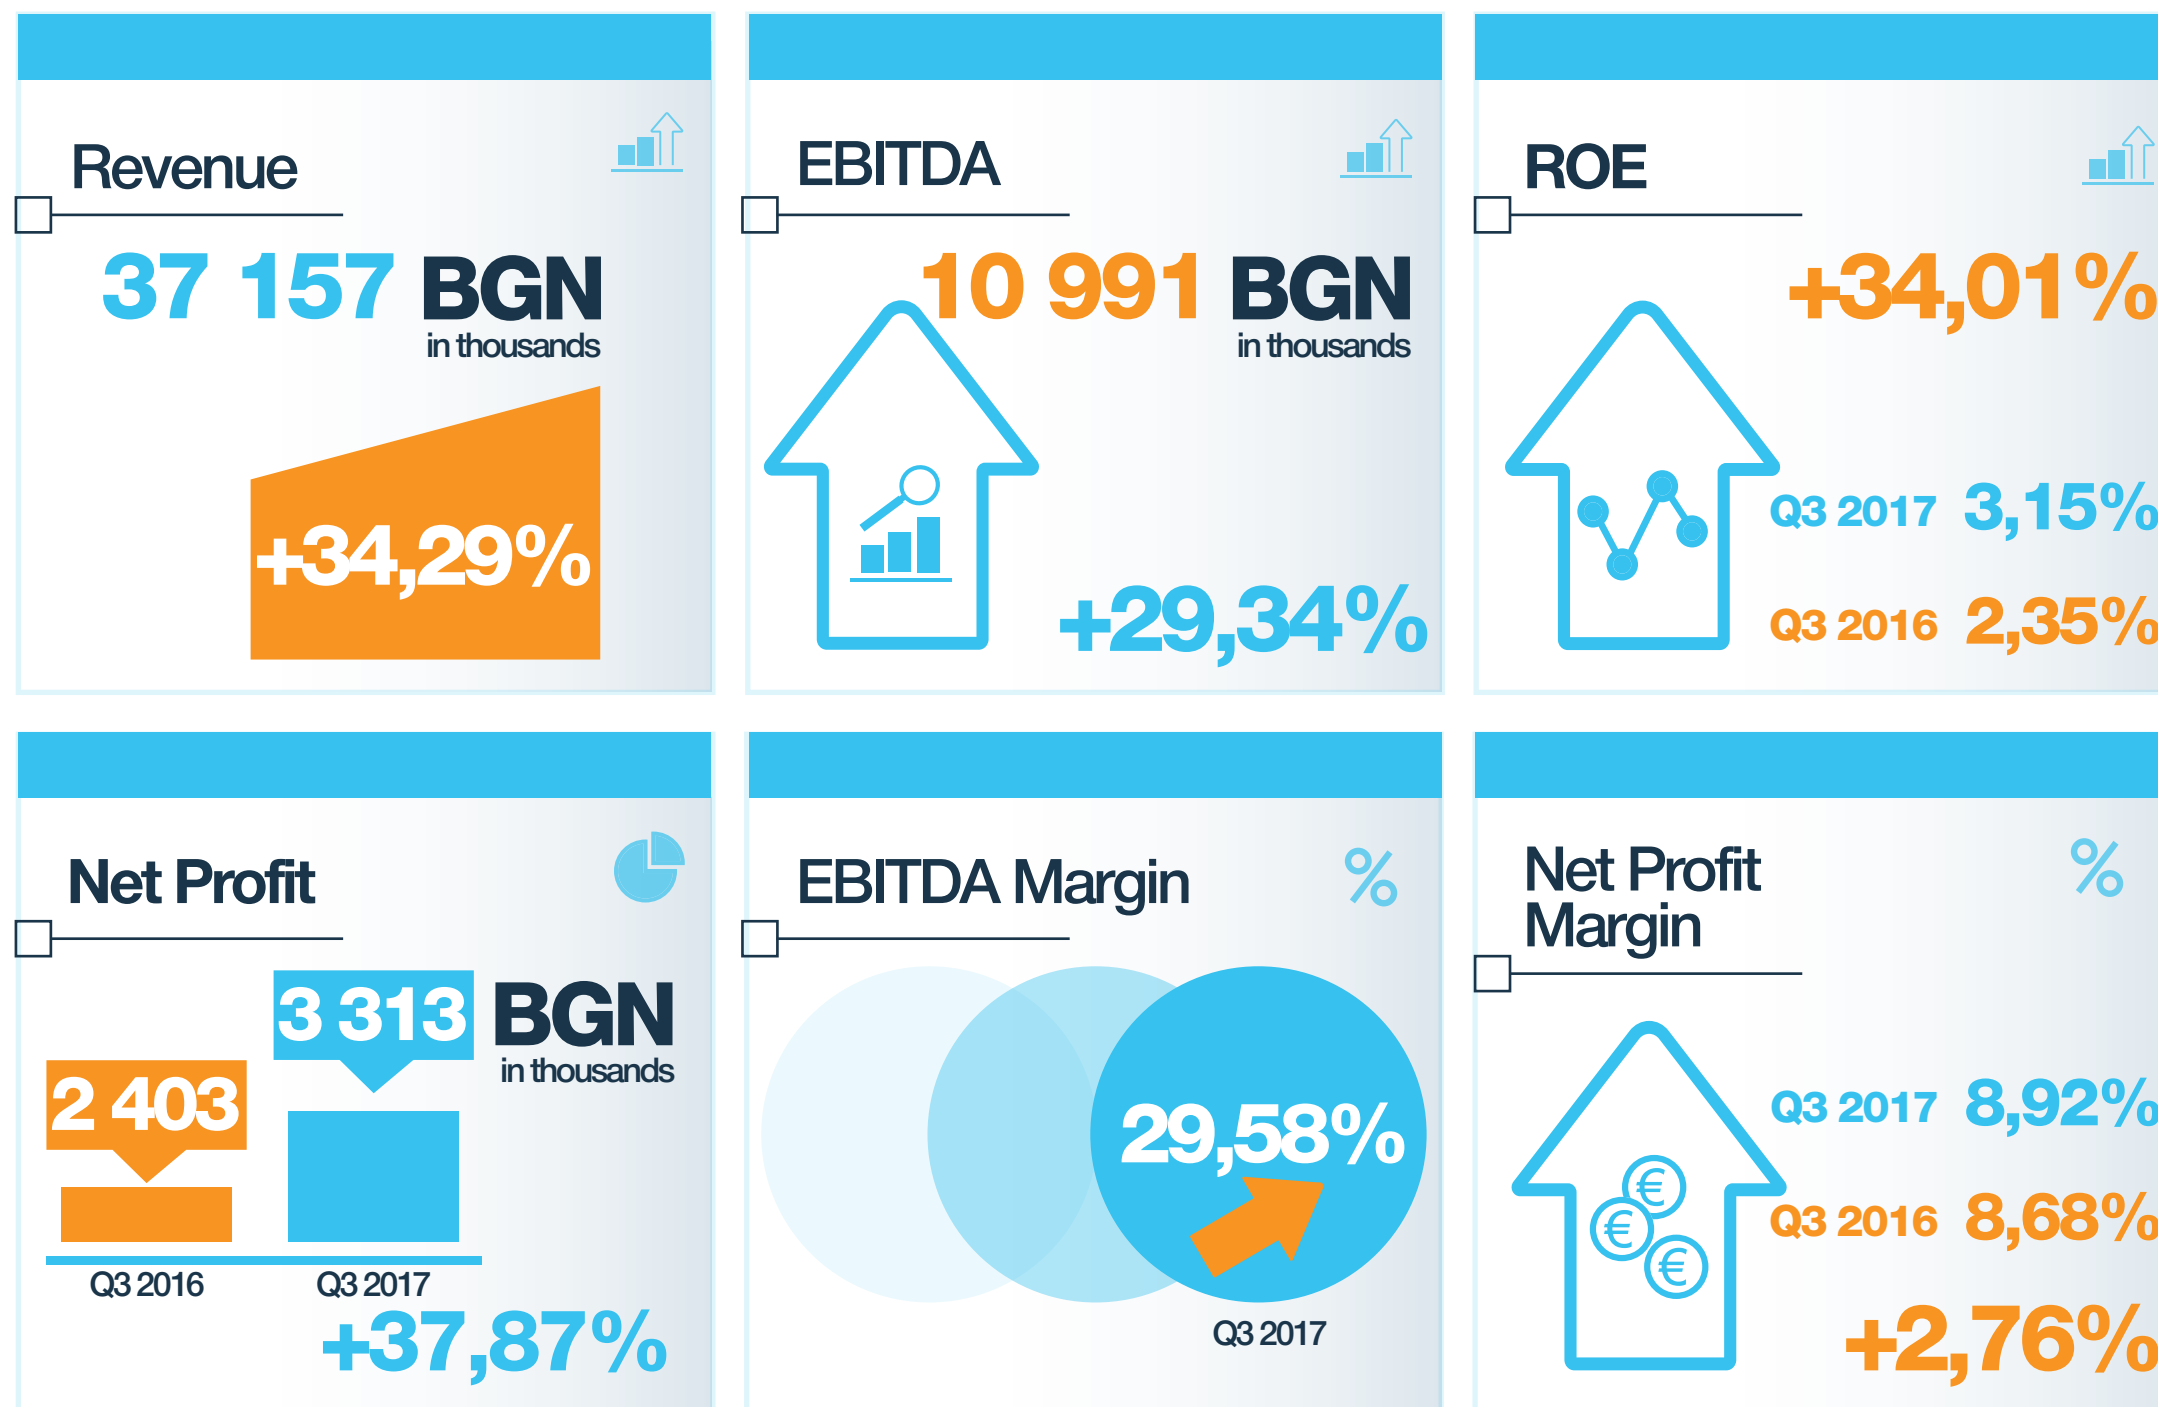 Revenue
37 157 BGN
in thousands
+34,29%
EBITDA
10 991 BGN
in thousands
+29,34%
ROE
+34,01%
Q3 2017 3,15%
Q3 2016 2,35%
Net Profit
3 313 BGN
in thousands
2 403
Q3 2016 Q3 2017
+37,87%
EBITDA Margin
29,58%
Q3 2017
Net Profit
Margin
Q3 2017 8,92%
€
€
€
Q3 2016 8,68%
+2,76%